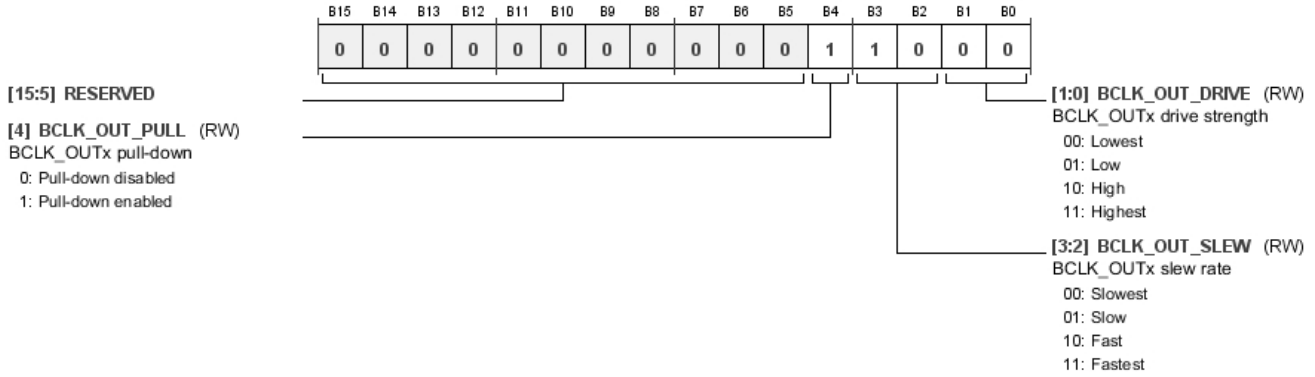 B15 B14 B13 B12 B11 B10 B9 B8 B7 B6 B5 B4 B3 B2 B1 B0
0 0 0 0 0 0 0 0 0 0 0 1 1 0 0 0
[15:5] RESERVED
[4] BCLK_OUT_PULL (RW)
BCLK_OUTx pull-down
0: Pull-down disabled
1: Pull-down enabled
[1:0] BCLK_OUT_DRIVE (RW)
BCLK_OUTx drive strength
00: Lowest
01: Low
10: High
11: Highest
[3:2] BCLK_OUT_SLEW (RW)
BCLK_OUTx slew rate
00: Slowest
01: Slow
10: Fast
11: Fastest